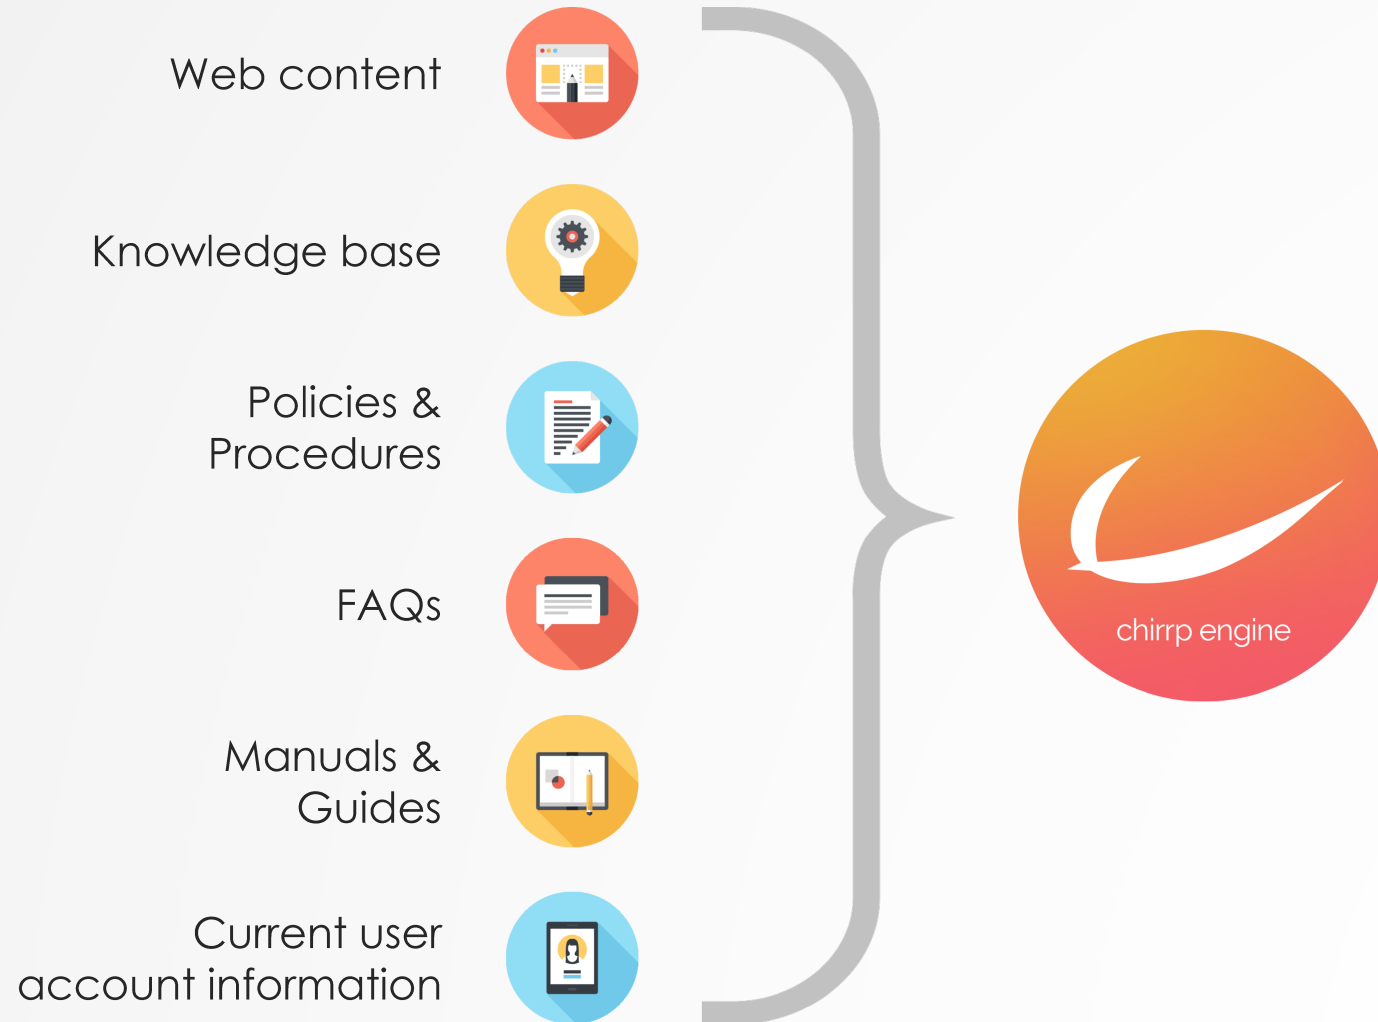 Web content
Knowledge base
Policies &
Procedures
FAQs
Manuals &
Guides
Current user
account information
chirrp engine